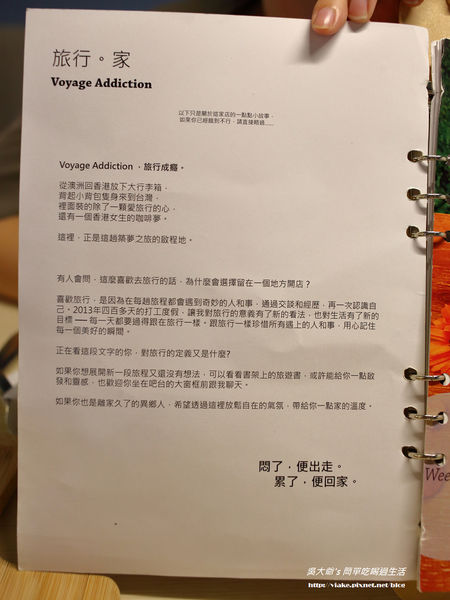 旅行。家
Voyage Addiction
以下只是關於這家店的一點點小故事,
如果你已經餓到不行,請直接略過......
Voyage Addiction ,旅行成癮。
從澳洲回香港放下大行李箱,
背起小背包隻身來到台灣,
裡面裝的除了一顆愛旅行的心,
還有一個香港女生的咖啡夢。
這裡,正是這趟築夢之旅的啟程地。
有人會問,這麼喜歡去旅行的話,為什麼會選擇留在一個地方開店?
喜歡旅行,是因為在每趟旅程都會遇到奇妙的人和事,通過交談和經歷,再一次認識自
己。2013年四百多天的打工度假,讓我對旅行的意義有了新的看法,也對生活有了新的
目標 — 每一天都要過得跟在旅行一樣。跟旅行一樣珍惜所有遇上的人和事,用心記住
每一個美好的瞬間。
正在看這段文字的你,對旅行的定義又是什麼?
如果你想展開新一段旅程又還沒有想法,可以看看書架上的旅遊書,或許能給你一點啟
發和靈感,也歡迎你坐在吧台的大窗框前跟我聊天。
如果你也是離家久了的異鄉人,希望透過這裡放鬆自在的氣氛,帶給你一點家的溫度。
悶了,便出走。
累了,便回家。
Wee
吳大爺's 簡單吃喝過生活
http://viake.pixnet.net/blog